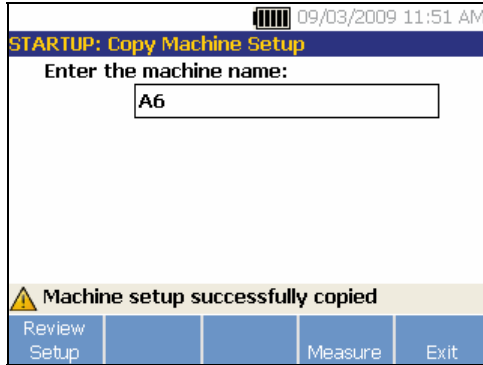 09/03/2009 11:51 AM
STARTUP: Copy Machine Setup
Enter the machine name:
A6
Machine setup successfully copied
Review
Setup
Measure
Exit